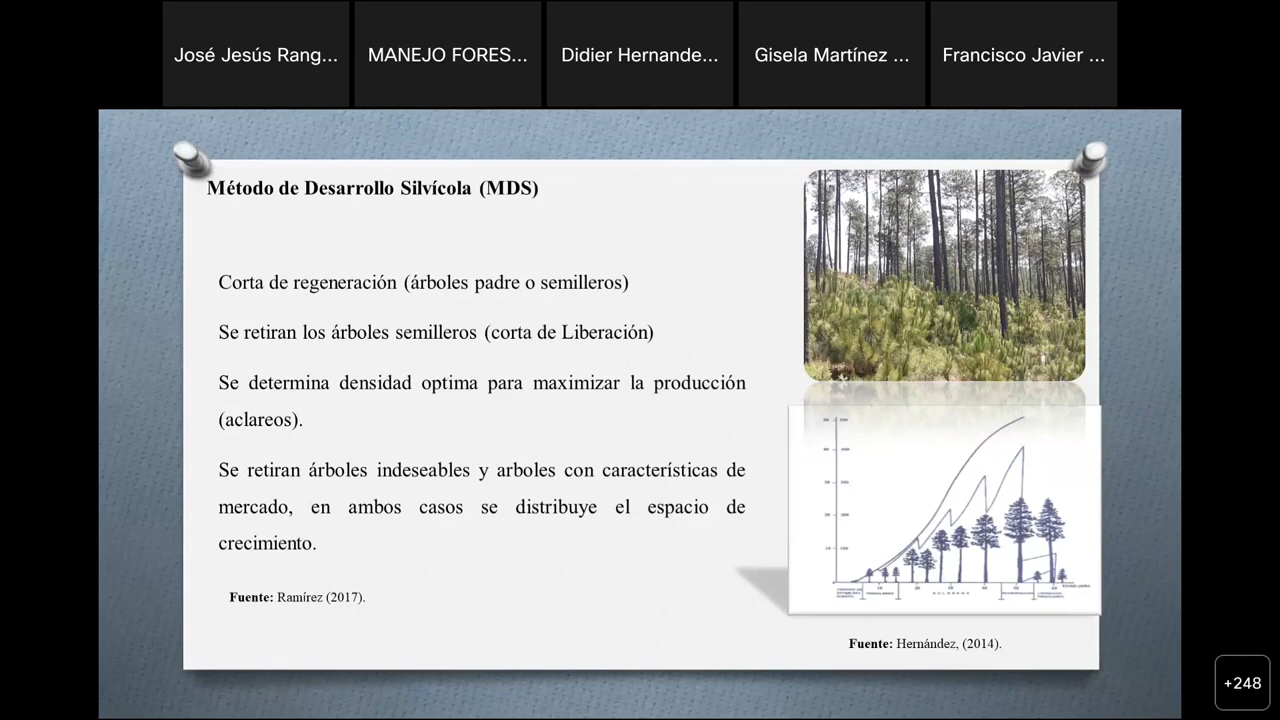 José Jesús Rang...
MANEJO FORES...
Didier Hernande...
Gisela Martínez ...
Francisco Javier ...
Método de Desarrollo Silvícola (MDS)
Corta de regeneración (árboles padre o semilleros)
Se retiran los árboles semilleros (corta de Liberación)
Se determina densidad optima para maximizar la producción
(aclareos).
Se retiran árboles indeseables y arboles con características de
mercado, en ambos casos se distribuye el espacio de
crecimiento.
Fuente: Ramírez (2017).
Fuente: Hernández, (2014).
+248